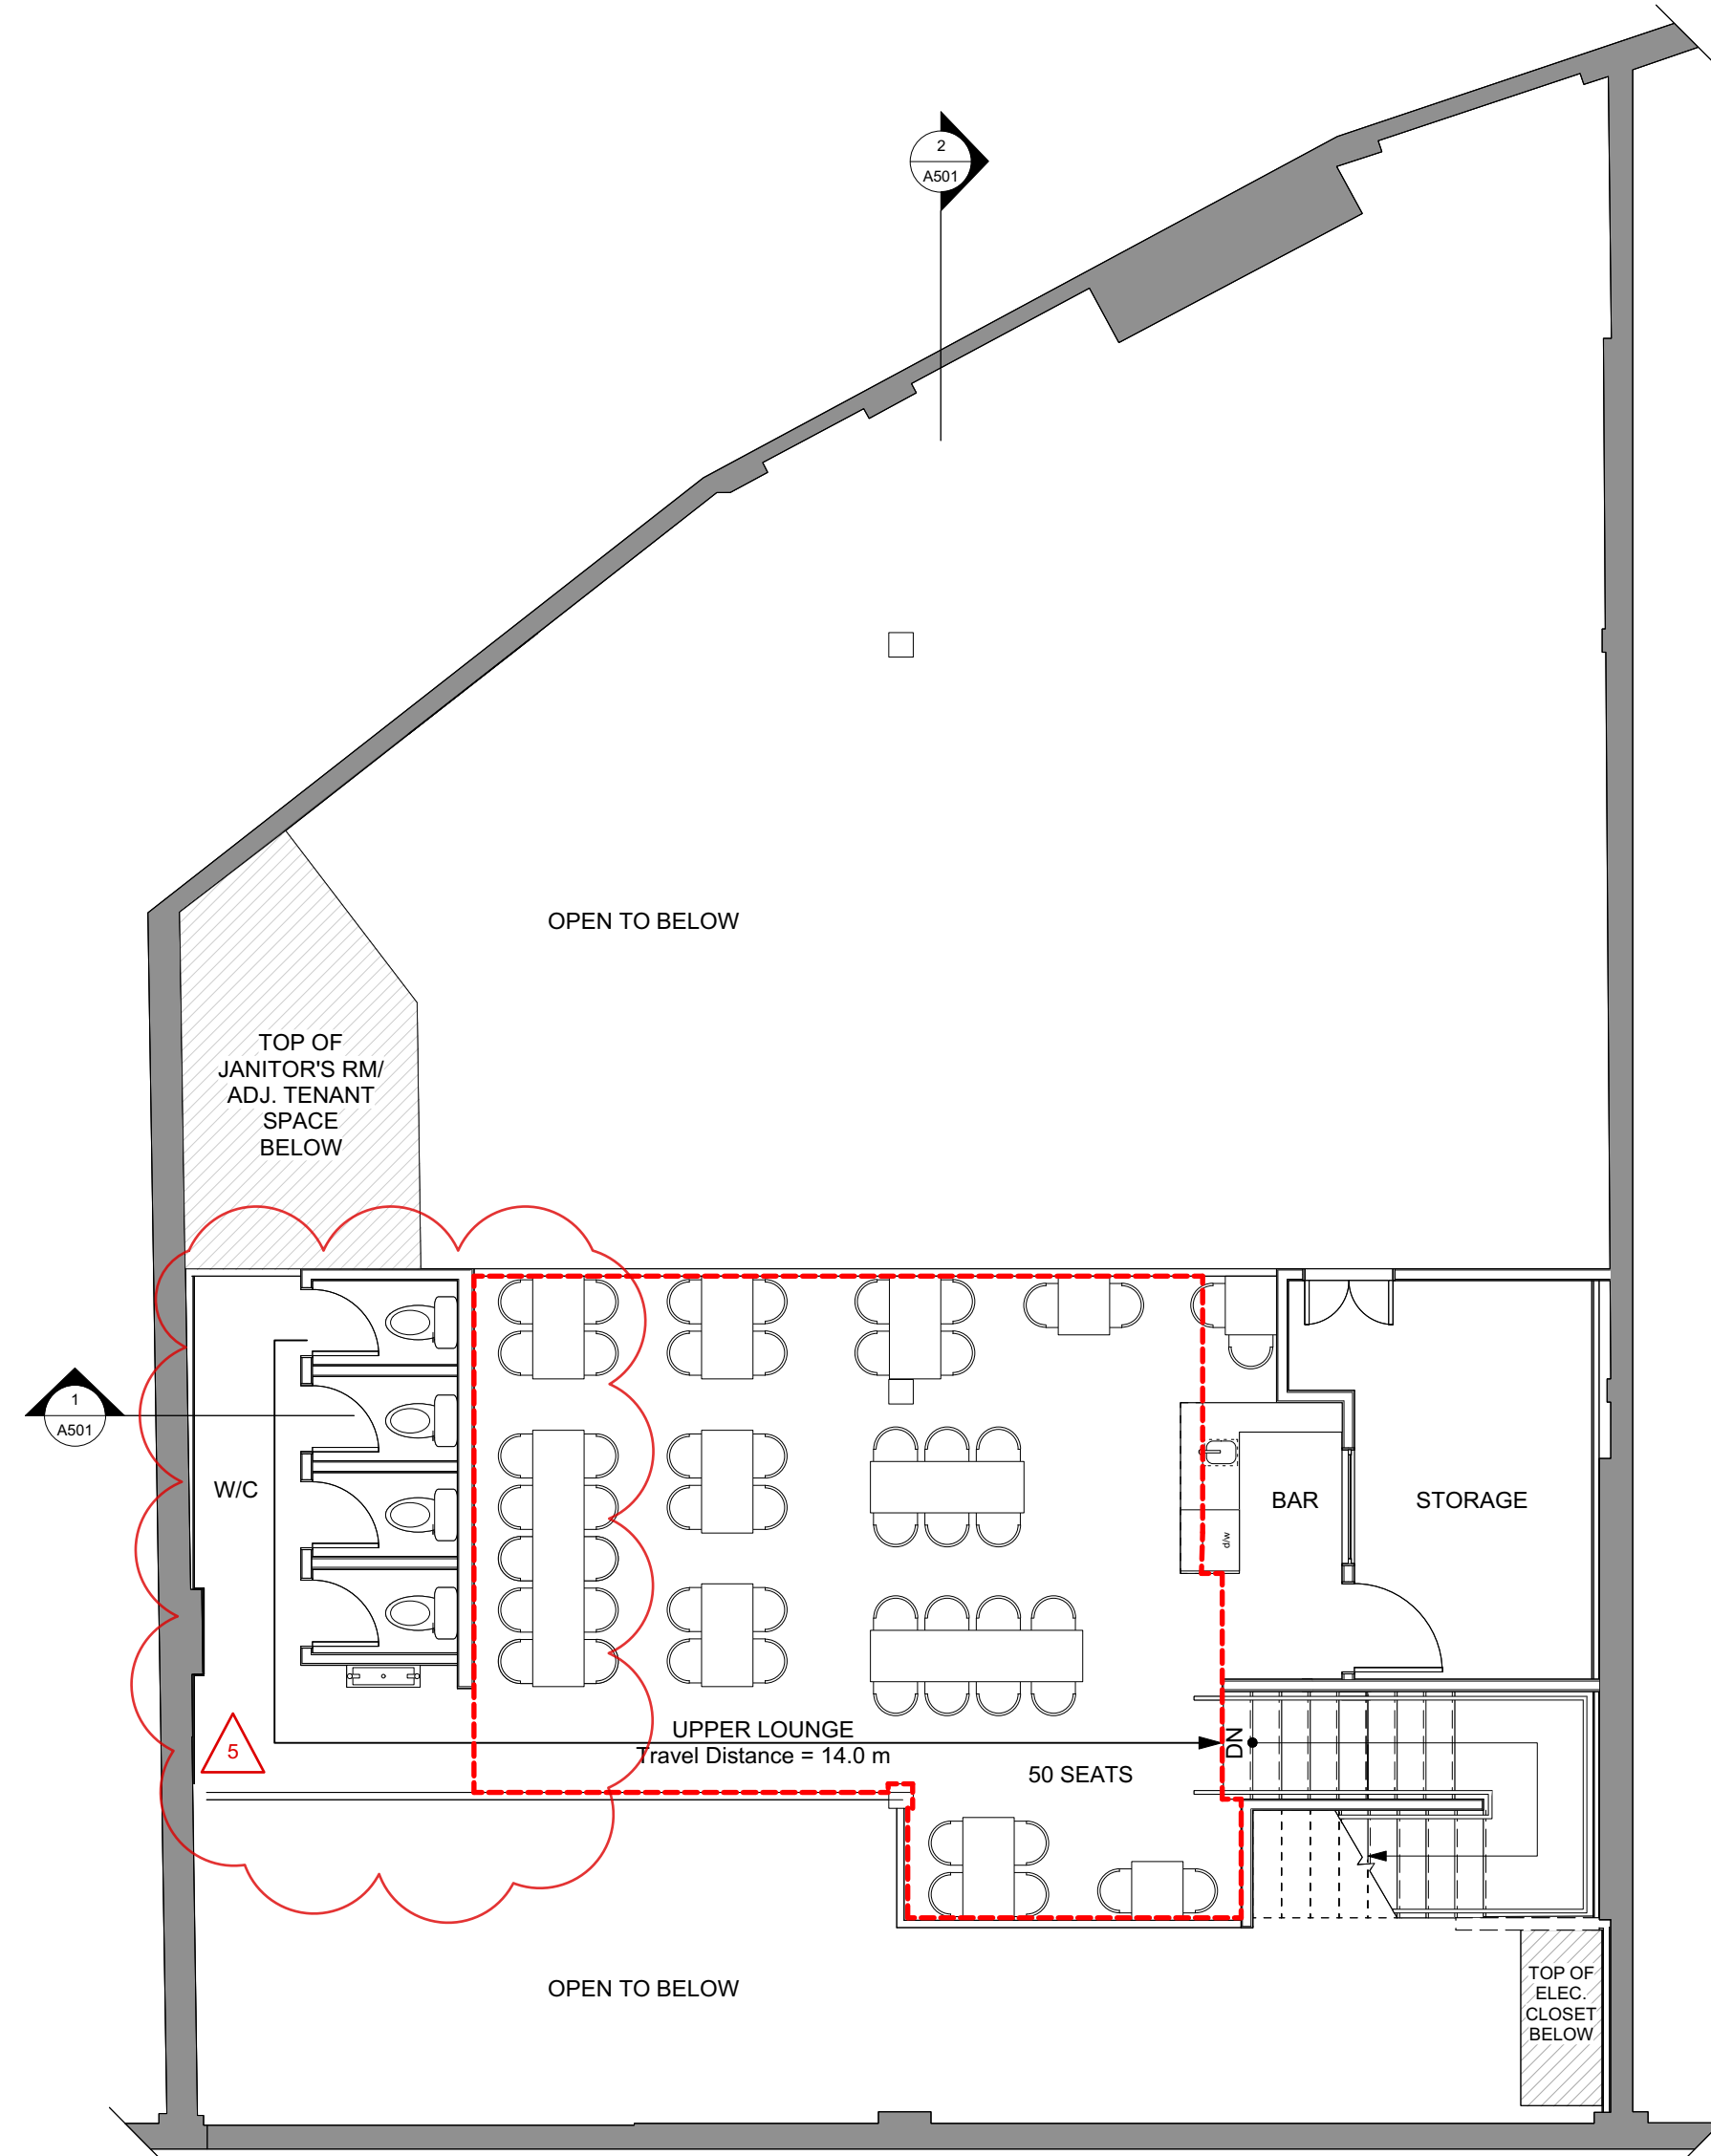 2
A501
OPEN TO BELOW
TOP OF
JANITOR'S RM/
ADJ. TENANT
SPACE
BELOW
1
A501
W/C
BAR
STORAGE
d/w
UPPER LOUNGE
Travel Distance = 14.0 m
DN
5
50 SEATS
OPEN TO BELOW
TOP OF
ELEC.
CLOSET
BELOW